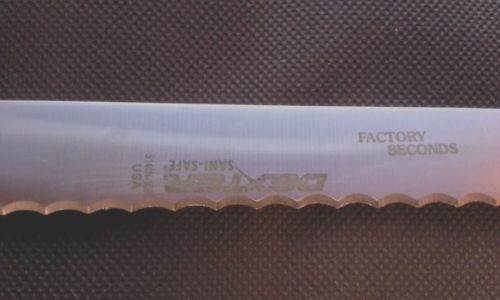 FACTORY
SECONDS
DEXTER
SANI-SAFE
USA